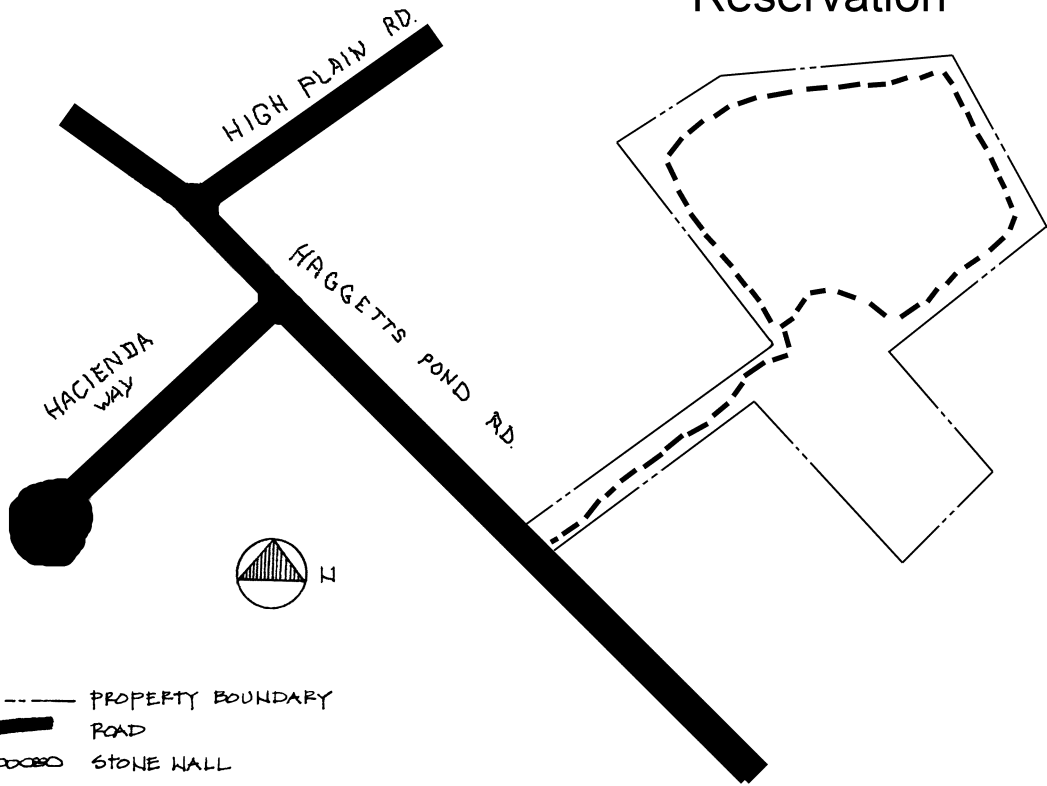 Reservation
HIGH PLAIN RD.
HAGGETTS POND RD.
HACIENDA
WAY
N
PROPERTY BOUNDARY
ROAD
STONE WALL